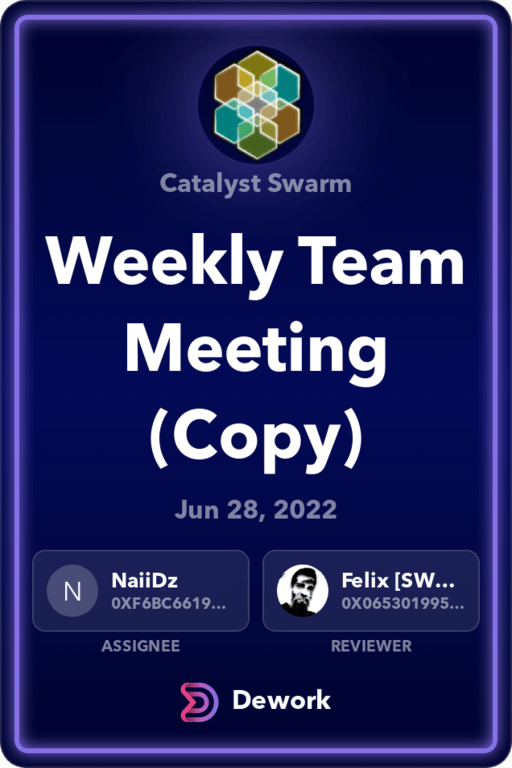 Catalyst Swarm
Weekly Team
Meeting
(Copy)
Jun 28, 2022
N
NaiiDz
0XF6BC6619...
ASSIGNEE
Felix [SW...
0X065301995...
REVIEWER
Dework